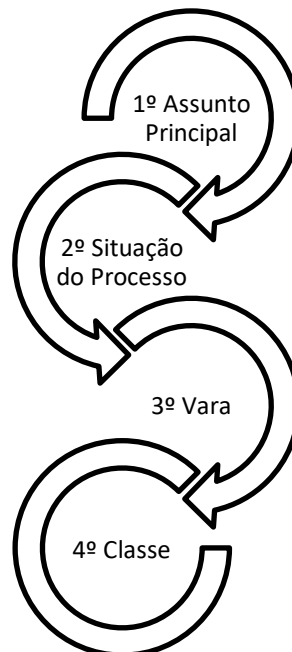 1º Assunto
Principal
2º Situação
do Processo
3º Vara
4º Classe